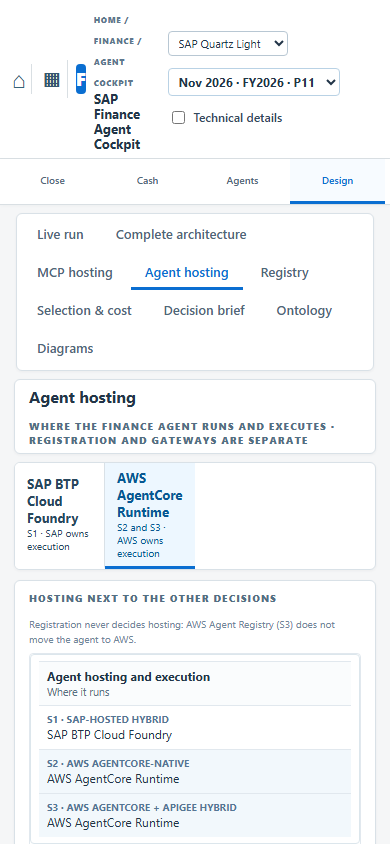 HOME /
FINANCE /
AGENT
COCKPIT
F
SAP
Finance
Agent
Cockpit
SAP Quartz Light
Nov 2026 · FY2026 · P11
Technical details
Close
Cash
Agents
Design
Live run
Complete architecture
MCP hosting
Agent hosting
Registry
Selection & cost
Decision brief
Ontology
Diagrams
Agent hosting
WHERE THE FINANCE AGENT RUNS AND EXECUTES ·
REGISTRATION AND GATEWAYS ARE SEPARATE
SAP BTP
Cloud
Foundry
S1 · SAP owns
execution
AWS
AgentCore
Runtime
S2 and S3 ·
AWS owns
execution
HOSTING NEXT TO THE OTHER DECISIONS
Registration never decides hosting: AWS Agent Registry (S3) does not
move the agent to AWS.
Agent hosting and execution
Where it runs
S1 · SAP-HOSTED HYBRID
SAP BTP Cloud Foundry
S2 · AWS AGENTCORE-NATIVE
AWS AgentCore Runtime
S3 · AWS AGENTCORE + APIGEE HYBRID
AWS AgentCore Runtime